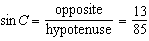 sin C = opposite / hypotenuse = 13 / 85